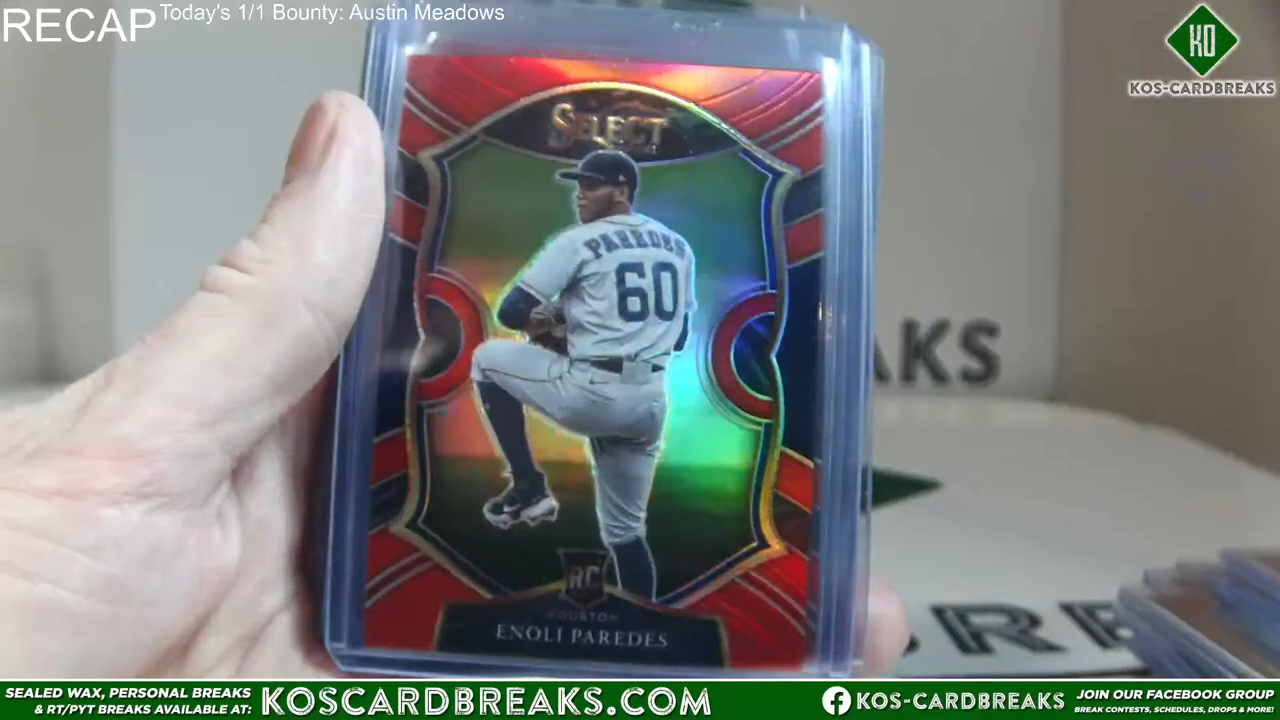 RECAP
Today's 1/1 Bounty: Austin Meadows
KO
KOS-CARDBREAKS
SELECT
PAREDES
60
AKS
RC
HOUSTON
ENOLI PAREDES
BRE
SEALED WAX, PERSONAL BREAKS
& RT/PYT BREAKS AVAILABLE AT:
KOSCARDBREAKS.COM
KOS-CARDBREAKS
JOIN OUR FACEBOOK GROUP
BREAK CONTESTS, SCHEDULES, DROPS & MORE!